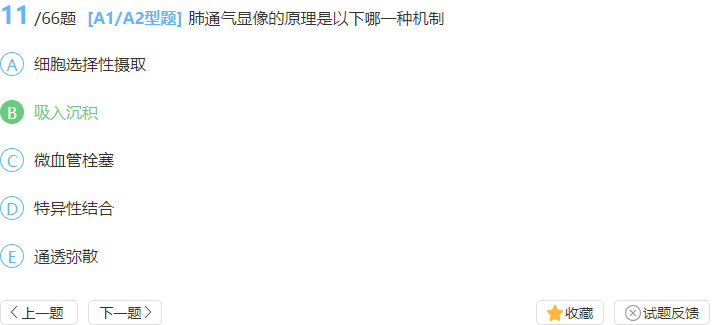 11 /66题 [A1/A2型题] 肺通气显像的原理是以下哪一种机制
A 细胞选择性摄取
B 吸入沉积
C 微血管栓塞
D 特异性结合
E 通透弥散
上一题 下一题 收藏 试题反馈